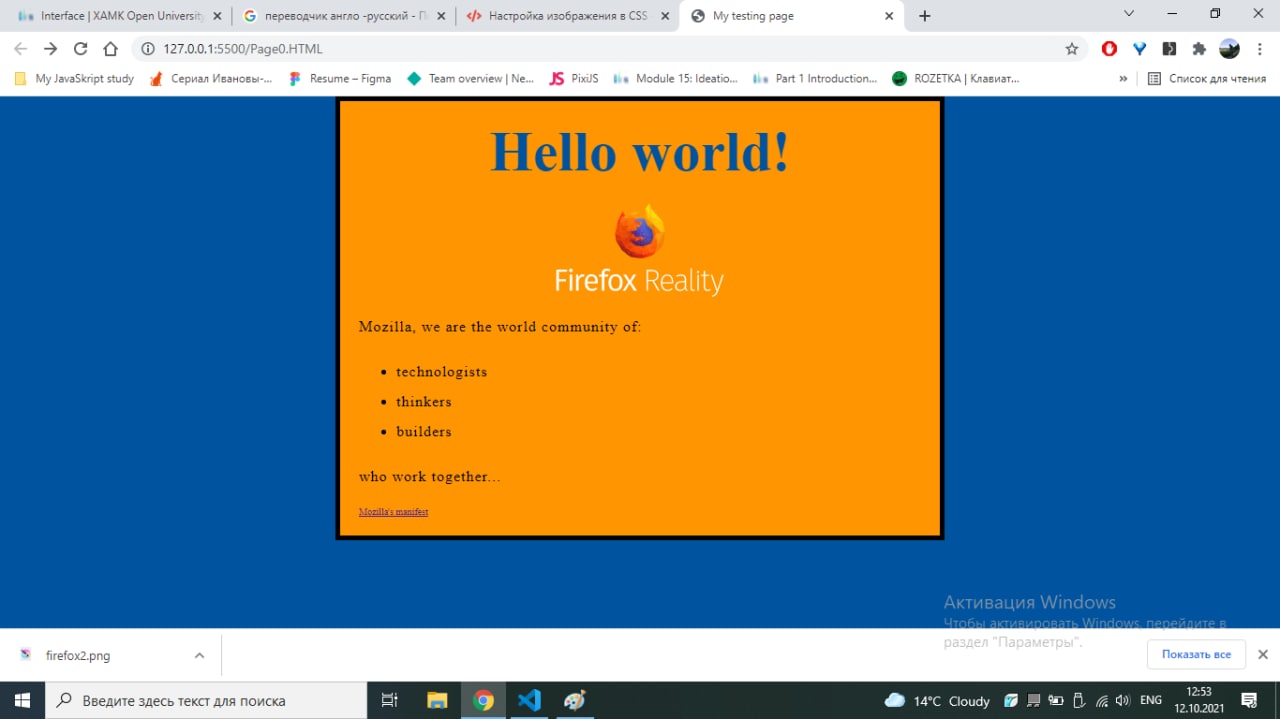 Interface | XAMK Open University
переводчик англо -русский - П
Настройка изображения в CSS -
My testing page
127.0.0.1:5500/Page0.HTML
My JavaSkript study
Сериал Ивановы-...
Resume – Figma
Team overview | Ne...
JS PixiJS
Module 15: Ideatio...
Part 1 Introduction...
ROZETKA | Клавиат...
»
Список для чтения
Hello world!
Firefox Reality
Mozilla, we are the world community of:
• technologists
• thinkers
• builders
who work together...
Mozilla's manifest
Активация Windows
Чтобы активировать Windows, перейдите в
раздел "Параметры".
firefox2.png
Показать все
Введите здесь текст для поиска
14°C Cloudy
ENG
12:53
12.10.2021